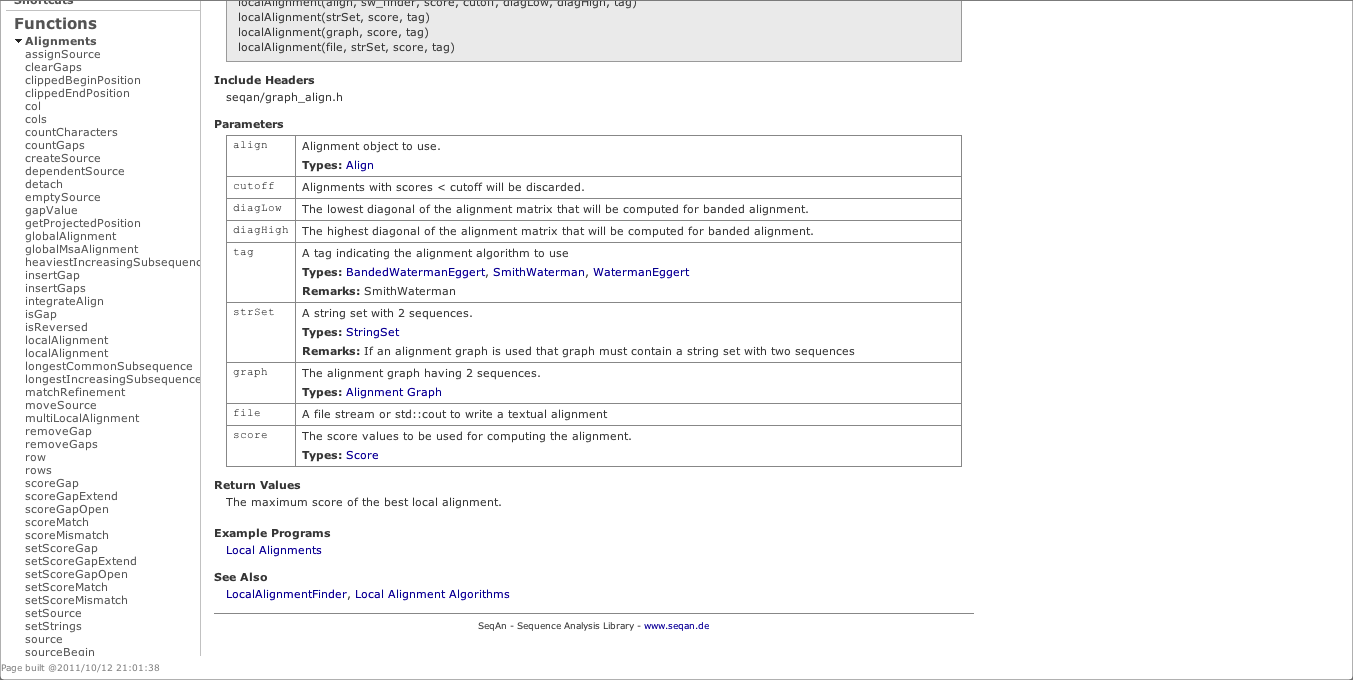 Shortcuts
Functions
Alignments
assignSource
clearGaps
clippedBeginPosition
clippedEndPosition
col
cols
countCharacters
countGaps
createSource
dependentSource
detach
emptySource
gapValue
getProjectedPosition
globalAlignment
globalMsaAlignment
heaviestIncreasingSubsequenc
insertGap
insertGaps
integrateAlign
isGap
isReversed
localAlignment
localAlignment
longestCommonSubsequence
longestIncreasingSubsequence
matchRefinement
moveSource
multiLocalAlignment
removeGap
removeGaps
row
rows
scoreGap
scoreGapExtend
scoreGapOpen
scoreMatch
scoreMismatch
setScoreGap
setScoreGapExtend
setScoreGapOpen
setScoreMatch
setScoreMismatch
setSource
setStrings
source
sourceBegin
localAlignment(align, sw_finder, score, cutoff, diagLow, diagHigh, tag)
localAlignment(strSet, score, tag)
localAlignment(graph, score, tag)
localAlignment(file, strSet, score, tag)
Include Headers
seqan/graph_align.h
Parameters
align Alignment object to use.
Types: Align
cutoff Alignments with scores < cutoff will be discarded.
diagLow The lowest diagonal of the alignment matrix that will be computed for banded alignment.
diagHigh The highest diagonal of the alignment matrix that will be computed for banded alignment.
tag A tag indicating the alignment algorithm to use
Types: BandedWatermanEggert, SmithWaterman, WatermanEggert
Remarks: SmithWaterman
strSet A string set with 2 sequences.
Types: StringSet
Remarks: If an alignment graph is used that graph must contain a string set with two sequences
graph The alignment graph having 2 sequences.
Types: Alignment Graph
file A file stream or std::cout to write a textual alignment
score The score values to be used for computing the alignment.
Types: Score
Return Values
The maximum score of the best local alignment.
Example Programs
Local Alignments
See Also
LocalAlignmentFinder, Local Alignment Algorithms
SeqAn - Sequence Analysis Library - www.seqan.de
Page built @2011/10/12 21:01:38